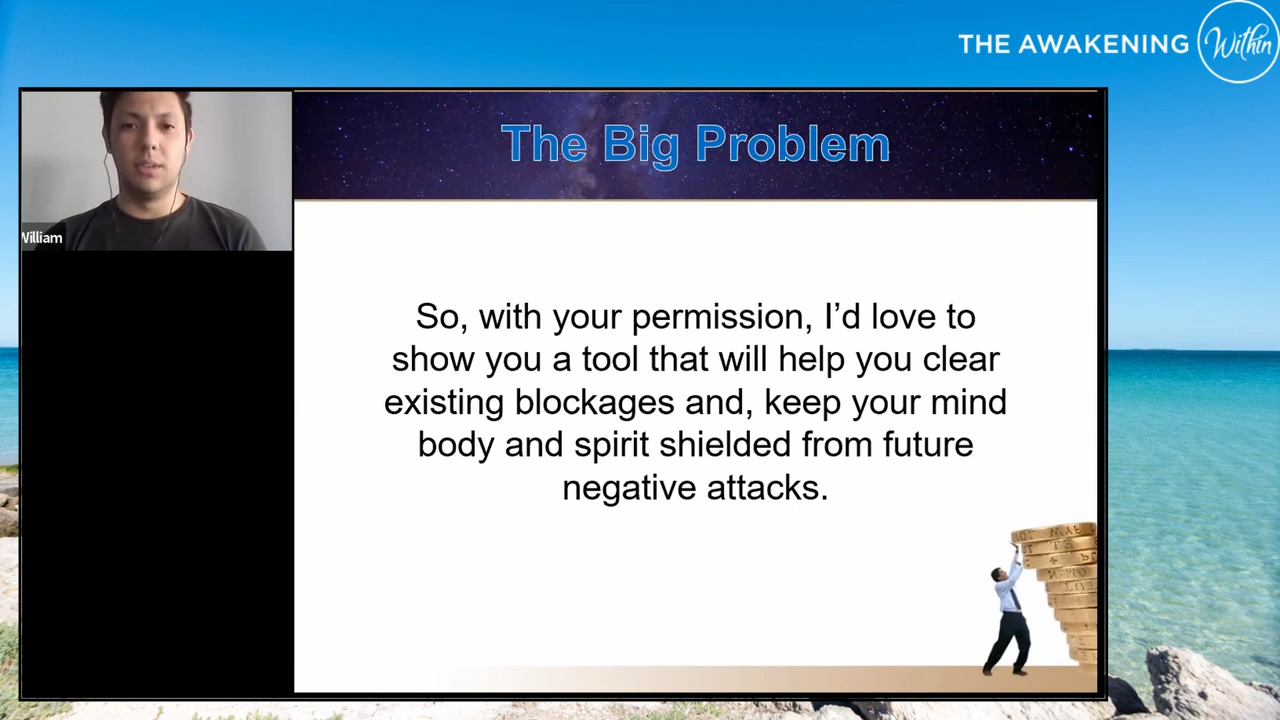 THE AWAKENING Within
William
The Big Problem
So, with your permission, I'd love to
show you a tool that will help you clear
existing blockages and, keep your mind
body and spirit shielded from future
negative attacks.